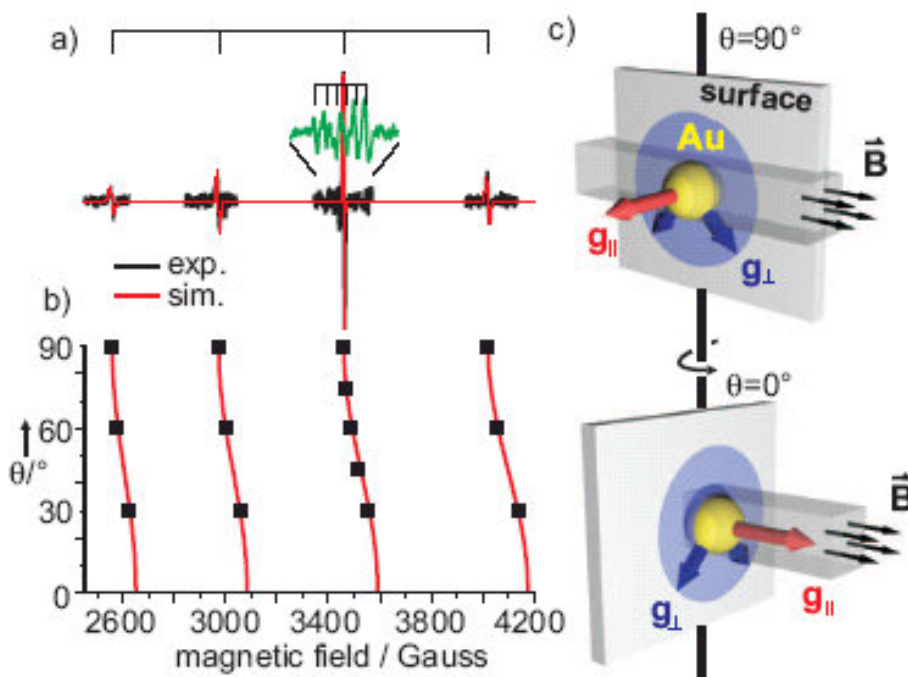 a)
exp.
sim.
b)
90
60
30
0
θ/°
2600 3000 3400 3800 4200
magnetic field / Gauss
c)
θ=90°
surface
Au
B
g||
g⊥
θ=0°
B
g⊥
g||